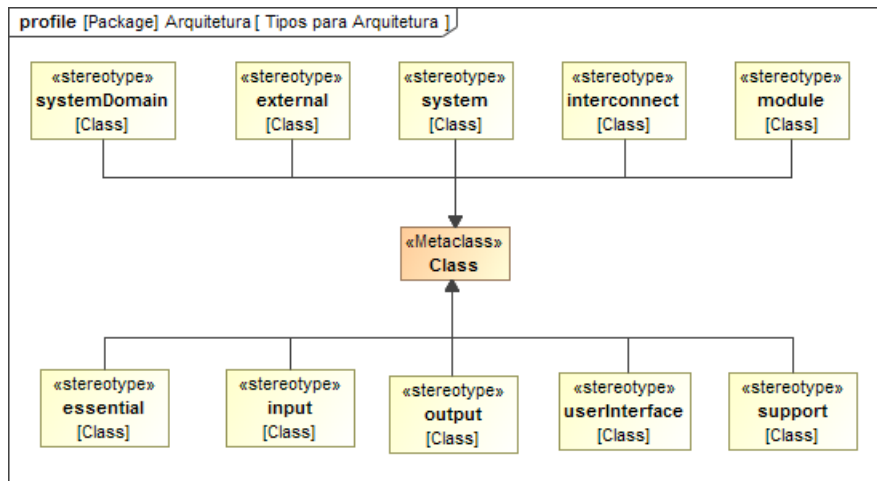 profile [Package] Arquitetura [ Tipos para Arquitetura ]
«stereotype»
systemDomain
[Class]
«stereotype»
external
[Class]
«stereotype»
system
[Class]
«stereotype»
interconnect
[Class]
«stereotype»
module
[Class]
«Metaclass»
Class
«stereotype»
essential
[Class]
«stereotype»
input
[Class]
«stereotype»
output
[Class]
«stereotype»
userInterface
[Class]
«stereotype»
support
[Class]